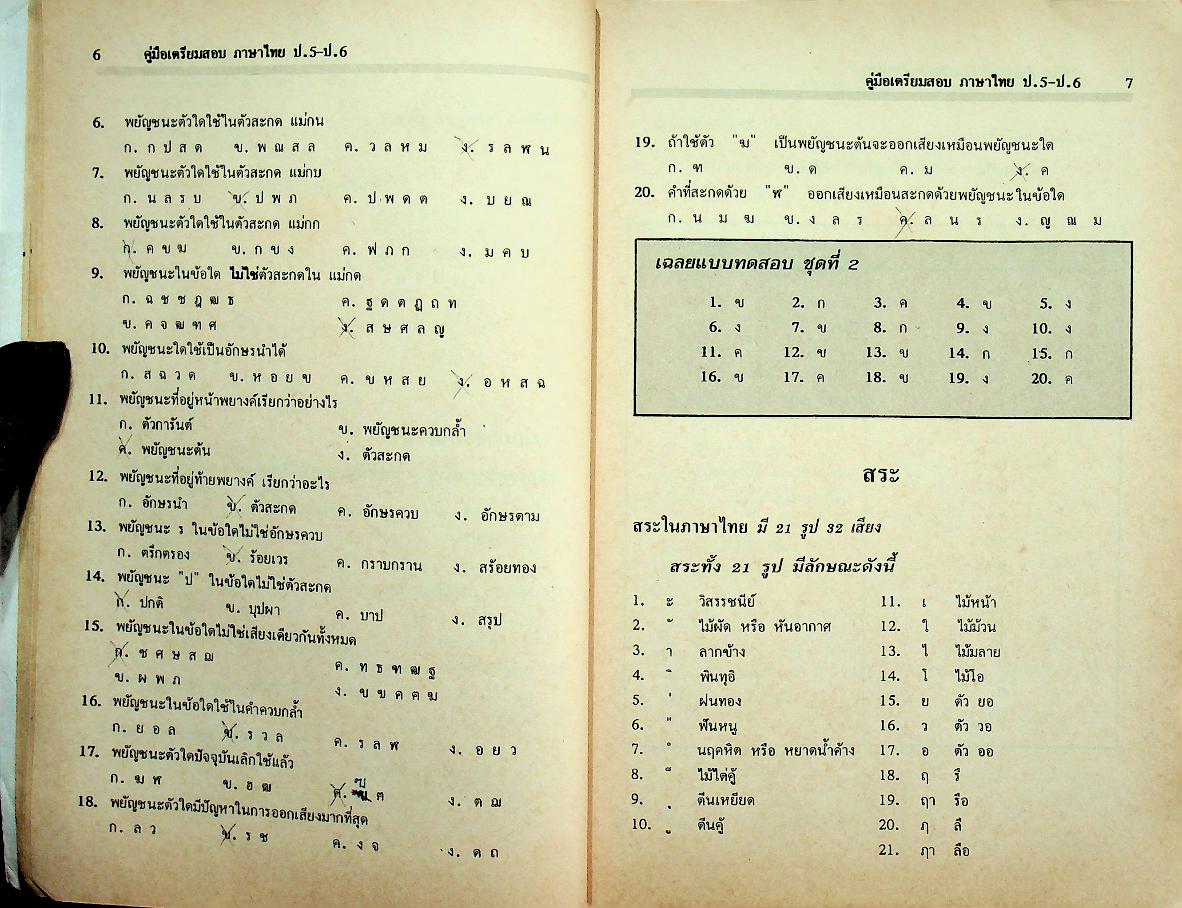 6 คู่มือเตรียมสอบ ภาษาไทย ป.5-ป.6
6. พยัญชนะตัวใดใช้ในตัวสะกด แม่กน
ก. ก ป ส ต ข. พ ณ ส ล ค. ว ล ห ม ง. ร ล ฬ น
7. พยัญชนะตัวใดใช้ในตัวสะกด แม่กบ
ก. น ล ร บ ข. ป พ ภ ค. ป พ ด ต ง. บ ย ณ
8. พยัญชนะตัวใดใช้ในตัวสะกด แม่กก
ก. ค ข ฆ ข. ก ข ง ค. ฟ ภ ก ง. ม ค บ
9. พยัญชนะในข้อใด ไม่ใช่ตัวสะกดใน แม่กด
ก. ฉ ช ซ ฎ ฒ ธ ค. ฐ ด ต ฏ ถ ท
ข. ค จ ฒ ฑ ศ ง. ส ษ ศ ล ญ
10. พยัญชนะใดใช้เป็นอักษรนำได้
ก. ส ฉ ว ด ข. ห อ ย ข ค. ข ห ส ย ง. อ ห ส ฉ
11. พยัญชนะที่อยู่หน้าพยางค์เรียกว่าอย่างไร
ก. ตัวการันต์ ข. พยัญชนะควบกล้ำ
ค. พยัญชนะต้น ง. ตัวสะกด
12. พยัญชนะที่อยู่ท้ายพยางค์ เรียกว่าอะไร
ก. อักษรนำ ข. ตัวสะกด ค. อักษรควบ ง. อักษรตาม
13. พยัญชนะ ร ในข้อใดไม่ใช่อักษรควบ
ก. ตรึกตรอง ข. ร้อยเวร ค. กราบกราน ง. สร้อยทอง
14. พยัญชนะ "ป" ในข้อใดไม่ใช่ตัวสะกด
ก. ปกติ ข. บุปผา ค. บาป ง. สรุป
15. พยัญชนะในข้อใดไม่ใช่เสียงเดียวกันทั้งหมด
ก. ช ศ ษ ส ฌ ค. ท ธ ฑ ฒ ฐ
ข. ผ พ ภ ง. ข ฃ ค ฅ ฆ
16. พยัญชนะในข้อใดใช้ในคำควบกล้ำ
ก. ย อ ล ข. ร ว ล ค. ร ล ฬ ง. อ ย ว
17. พยัญชนะตัวใดปัจจุบันเลิกใช้แล้ว
ก. ฆ ฬ ข. ฮ ฒ ค. ฃ ฅ ง. ต ฌ
18. พยัญชนะตัวใดมีปัญหาในการออกเสียงมากที่สุด
ก. ล ว ข. ร ช ค. ง จ ง. ด ถ
คู่มือเตรียมสอบ ภาษาไทย ป.5-ป.6 7
19. ถ้าใช้ตัว "ฆ" เป็นพยัญชนะต้นจะออกเสียงเหมือนพยัญชนะใด
ก. ฑ ข. ด ค. ม ง. ค
20. คำที่สะกดด้วย "ฬ" ออกเสียงเหมือนสะกดด้วยพยัญชนะในข้อใด
ก. น ม ฆ ข. ง ล ร ค. ล น ร ง. ญ ณ ม
เฉลยแบบทดสอบ ชุดที่ 2
1. ข 2. ก 3. ค 4. ข 5. ง
6. ง 7. ข 8. ก 9. ง 10. ง
11. ค 12. ข 13. ข 14. ก 15. ก
16. ข 17. ค 18. ข 19. ง 20. ค
สระ
สระในภาษาไทย มี 21 รูป 32 เสียง
สระทั้ง 21 รูป มีลักษณะดังนี้
1. ะ วิสรรชนีย์ 11. เ ไม้หน้า
2. ั ไม้ผัด หรือ หันอากาศ 12. ใ ไม้ม้วน
3. า ลากข้าง 13. ไ ไม้มลาย
4. ิ พินทุอิ 14. โ ไม้โอ
5. ' ฝนทอง 15. ย ตัว ยอ
6. " ฟันหนู 16. ว ตัว วอ
7. ํ นฤคหิต หรือ หยาดน้ำค้าง 17. อ ตัว ออ
8. ็ ไม้ไต่คู้ 18. ฤ รึ
9. ุ ตีนเหยียด 19. ฤๅ รือ
10. ู ตีนคู้ 20. ฦ ลึ
21. ฦๅ ลือ